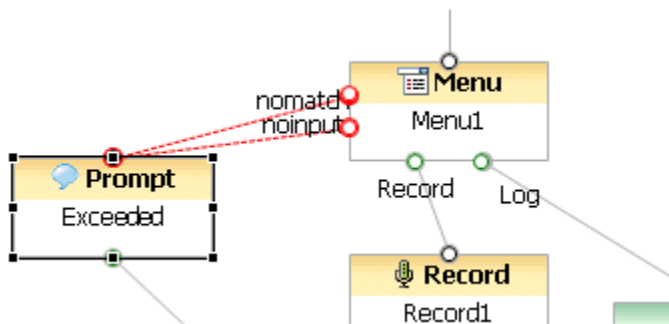 Menu
nomatch
Menu1
noinput
Prompt
Record
Log
Exceeded
Record
Record1